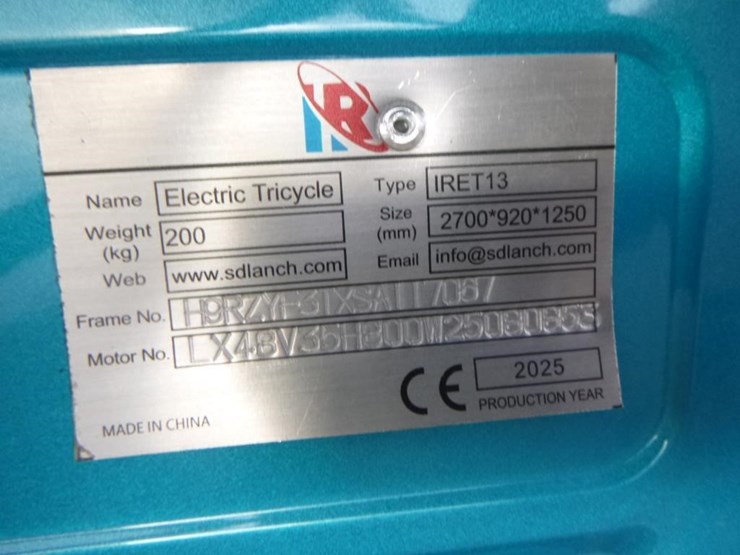 Name Electric Tricycle Type IRET13
Weight (kg) 200 Size (mm) 2700*920*1250
Web www.sdlanch.com Email info@sdlanch.com
Frame No.
Motor No.
CE 2025
PRODUCTION YEAR
MADE IN CHINA